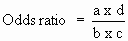 Odds ratio = a x d / b x c